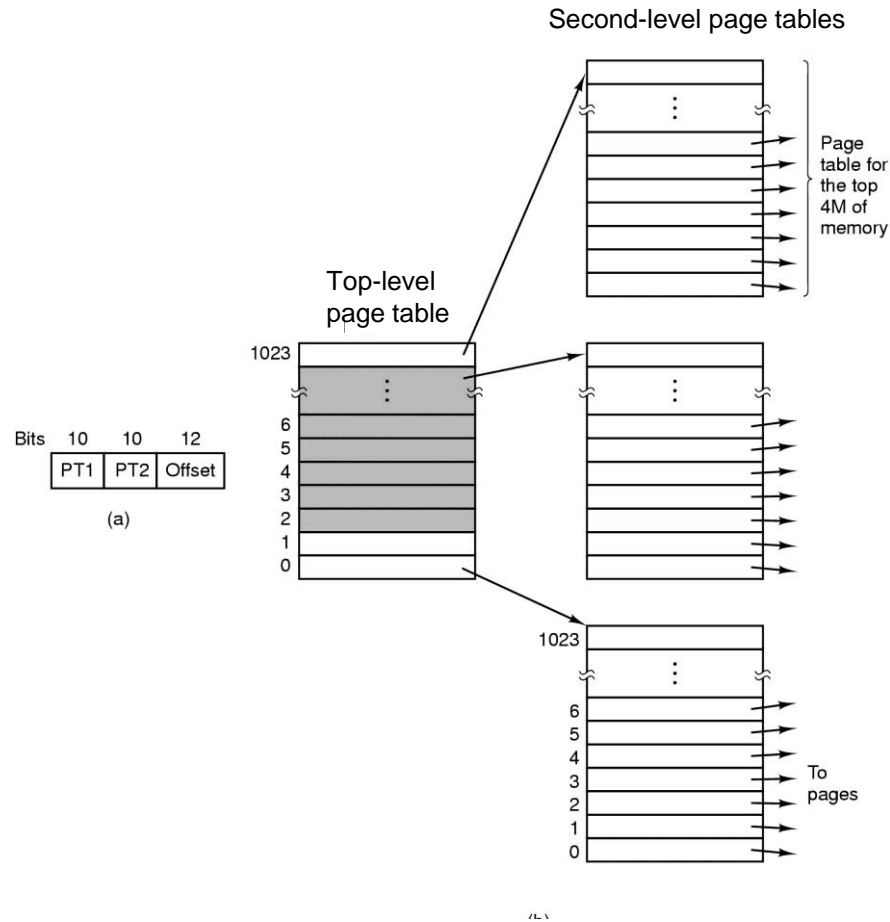 Second-level page tables
Page
table for
the top
4M of
memory
Top-level
page table
1023
6
5
4
3
2
1
0
Bits 10 10 12
PT1 PT2 Offset
(a)
1023
6
5
4
3
2
1
0
To
pages